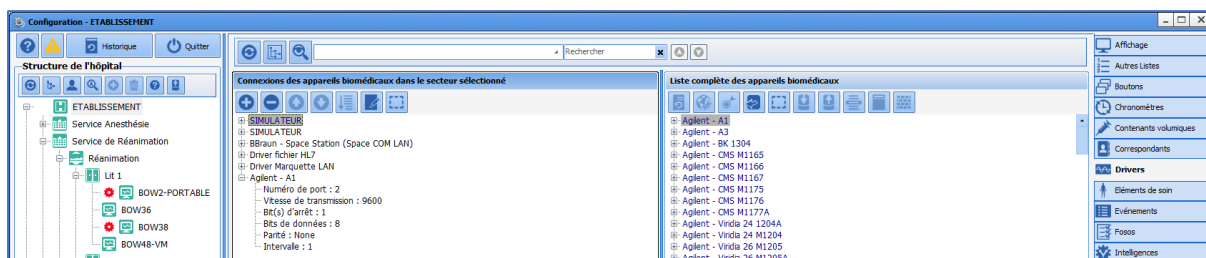 Configuration - ETABLISSEMENT
Historique
Quitter
Structure de l'hôpital
ETABLISSEMENT
Service Anesthésie
Service de Réanimation
Réanimation
Lit 1
BOW2-PORTABLE
BOW36
BOW38
BOW48-VM
Rechercher
Connexions des appareils biomédicaux dans le secteur sélectionné
SIMULATEUR
SIMULATEUR
BBraun - Space Station (Space COM LAN)
Driver fichier HL7
Driver Marquette LAN
Agilent - A1
Numéro de port : 2
Vitesse de transmission : 9600
Bit(s) d'arrêt : 1
Bits de données : 8
Parité : None
Intervalle : 1
Liste complète des appareils biomédicaux
Agilent - A1
Agilent - A3
Agilent - BK 1304
Agilent - CMS M1165
Agilent - CMS M1166
Agilent - CMS M1167
Agilent - CMS M1175
Agilent - CMS M1176
Agilent - CMS M1177A
Agilent - Viridia 24 1204A
Agilent - Viridia 24 M1204
Agilent - Viridia 26 M1205
Agilent - Viridia 26 M1205A
Affichage
Autres Listes
Boutons
Chronomètres
Contenants volumiques
Correspondants
Drivers
Eléments de soin
Evénements
Fosos
Intelligences